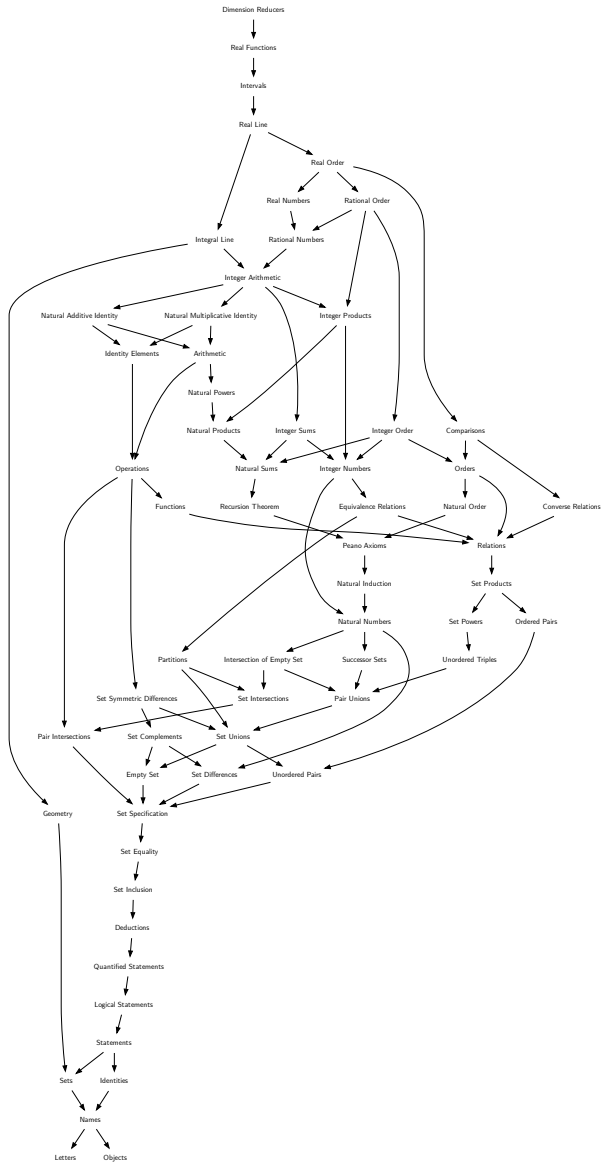 Dimension Reducers
Real Functions
Intervals
Real Line
Real Order
Real Numbers
Rational Order
Integral Line
Rational Numbers
Integer Arithmetic
Natural Additive Identity
Natural Multiplicative Identity
Integer Products
Identity Elements
Arithmetic
Natural Powers
Natural Products
Integer Sums
Integer Order
Comparisons
Operations
Natural Sums
Integer Numbers
Orders
Functions
Recursion Theorem
Equivalence Relations
Natural Order
Converse Relations
Peano Axioms
Relations
Natural Induction
Set Products
Natural Numbers
Set Powers
Ordered Pairs
Partitions
Intersection of Empty Set
Successor Sets
Unordered Triples
Set Symmetric Differences
Set Intersections
Pair Unions
Pair Intersections
Set Complements
Set Unions
Empty Set
Set Differences
Unordered Pairs
Geometry
Set Specification
Set Equality
Set Inclusion
Deductions
Quantified Statements
Logical Statements
Statements
Sets
Identities
Names
Letters
Objects